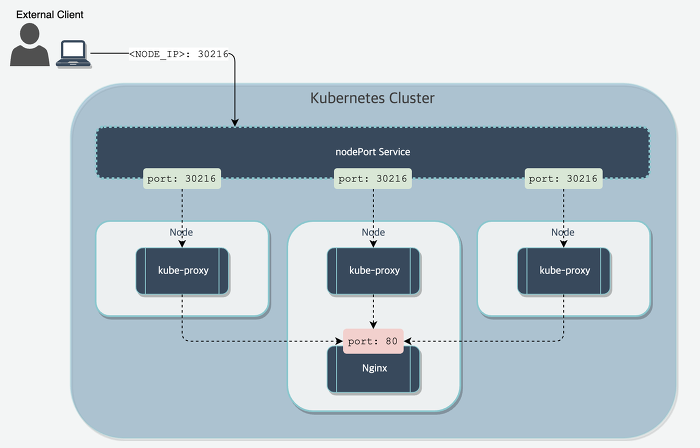 External Client
<NODE_IP>: 30216
Kubernetes Cluster
nodePort Service
port: 30216
port: 30216
port: 30216
Node
Node
Node
kube-proxy
kube-proxy
kube-proxy
port: 80
Nginx